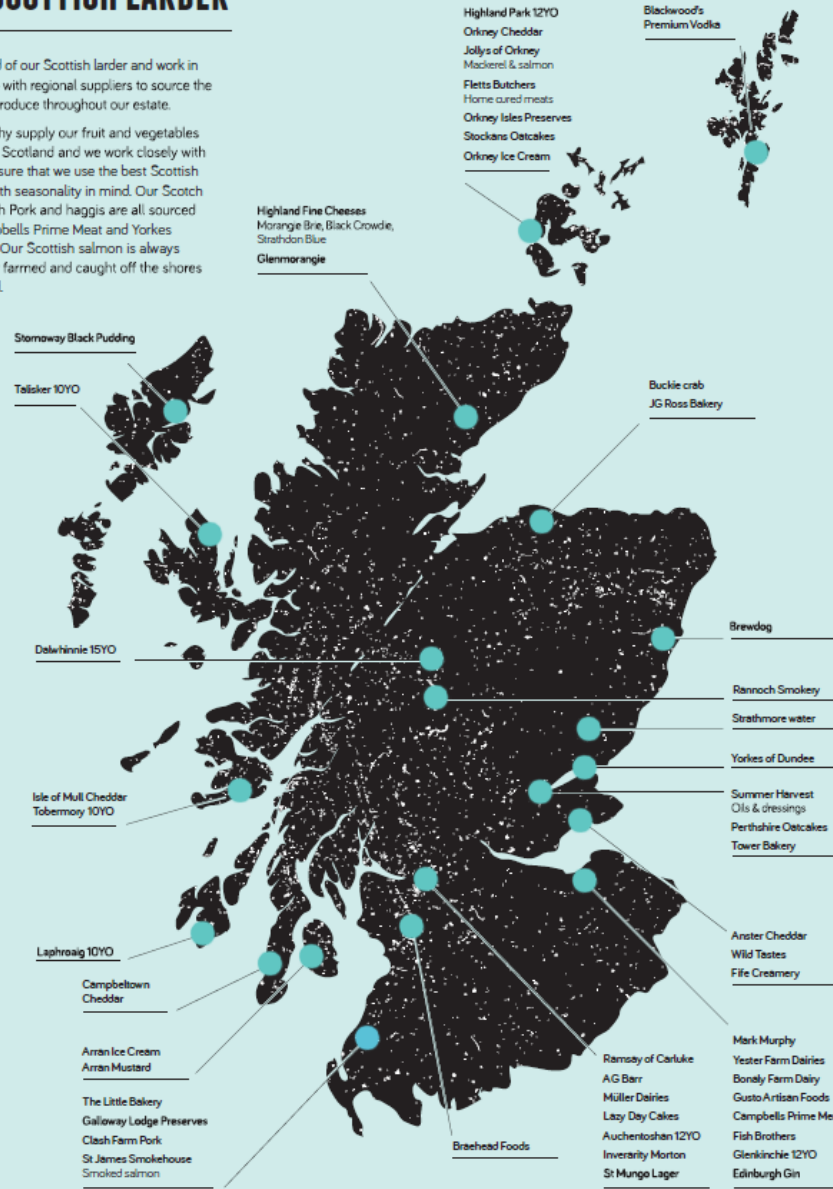 SCOTTISH LARDER
of our Scottish larder and work in
with regional suppliers to source the
produce throughout our estate.
supply our fruit and vegetables
Scotland and we work closely with
sure that we use the best Scottish
with seasonality in mind. Our Scotch
Pork and haggis are all sourced
Prime Meat and Yorkes
Our Scottish salmon is always
farmed and caught off the shores
Highland Park 12YO
Orkney Cheddar
Jollys of Orkney
Mackerel & salmon
Fletts Butchers
Home cured meats
Orkney Isles Preserves
Stockans Oatcakes
Orkney Ice Cream
Blackwood's
Premium Vodka
Highland Fine Cheeses
Morangie Brie, Black Crowdie,
Strathdon Blue
Glenmorangie
Stornoway Black Pudding
Talisker 10YO
Buckie crab
JG Ross Bakery
Dalwhinnie 15YO
Brewdog
Rannoch Smokery
Strathmore water
Yorkes of Dundee
Isle of Mull Cheddar
Tobermory 10YO
Summer Harvest
Oils & dressings
Perthshire Oatcakes
Tower Bakery
Laphroaig 10YO
Campbeltown
Cheddar
Anster Cheddar
Wild Tastes
Fife Creamery
Arran Ice Cream
Arran Mustard
The Little Bakery
Galloway Lodge Preserves
Clash Farm Pork
St James Smokehouse
Smoked salmon
Braehead Foods
Ramsay of Carluke
AG Barr
Müller Dairies
Lazy Day Cakes
Auchentoshan 12YO
Inverarity Morton
St Mungo Lager
Mark Murphy
Yester Farm Dairies
Bonaly Farm Dairy
Gusto Artisan Foods
Campbells Prime
Fish Brothers
Glenkinchie 12YO
Edinburgh Gin